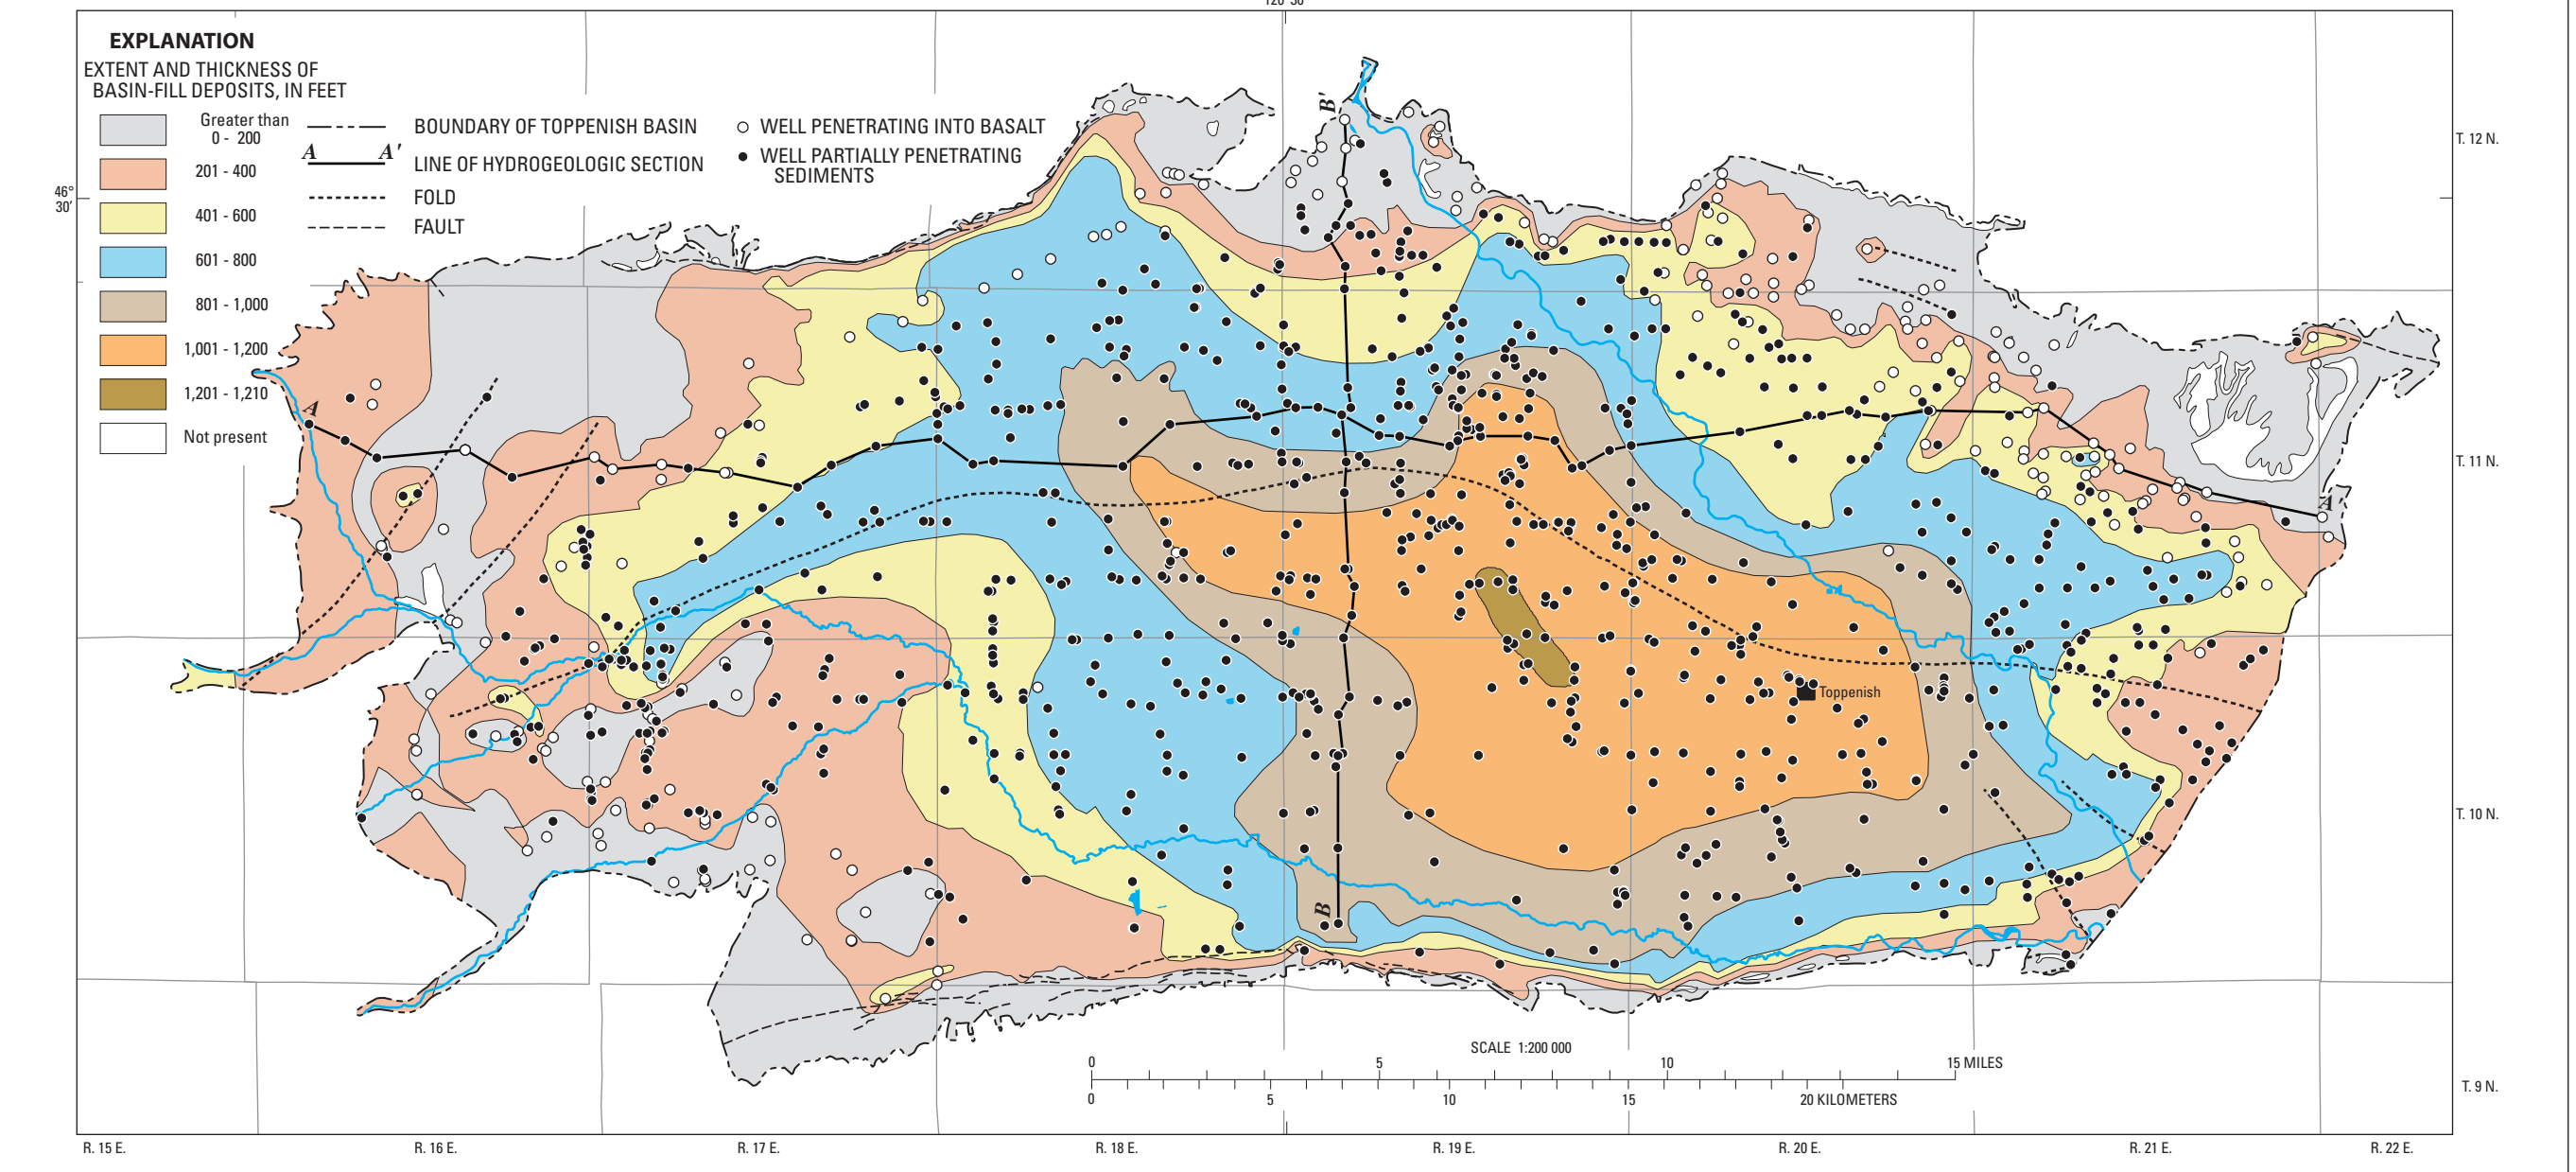 120°30'
EXPLANATION
EXTENT AND THICKNESS OF
BASIN-FILL DEPOSITS, IN FEET
Greater than
0 - 200
201 - 400
401 - 600
601 - 800
801 - 1,000
1,001 - 1,200
1,201 - 1,210
Not present
BOUNDARY OF TOPPENISH BASIN
A A'
LINE OF HYDROGEOLOGIC SECTION
FOLD
FAULT
WELL PENETRATING INTO BASALT
WELL PARTIALLY PENETRATING
SEDIMENTS
46°
30'
B'
A
A'
B
Toppenish
T. 12 N.
T. 11 N.
T. 10 N.
T. 9 N.
SCALE 1:200 000
0 5 10 15 MILES
0 5 10 15 20 KILOMETERS
R. 15 E. R. 16 E. R. 17 E. R. 18 E. R. 19 E. R. 20 E. R. 21 E. R. 22 E.